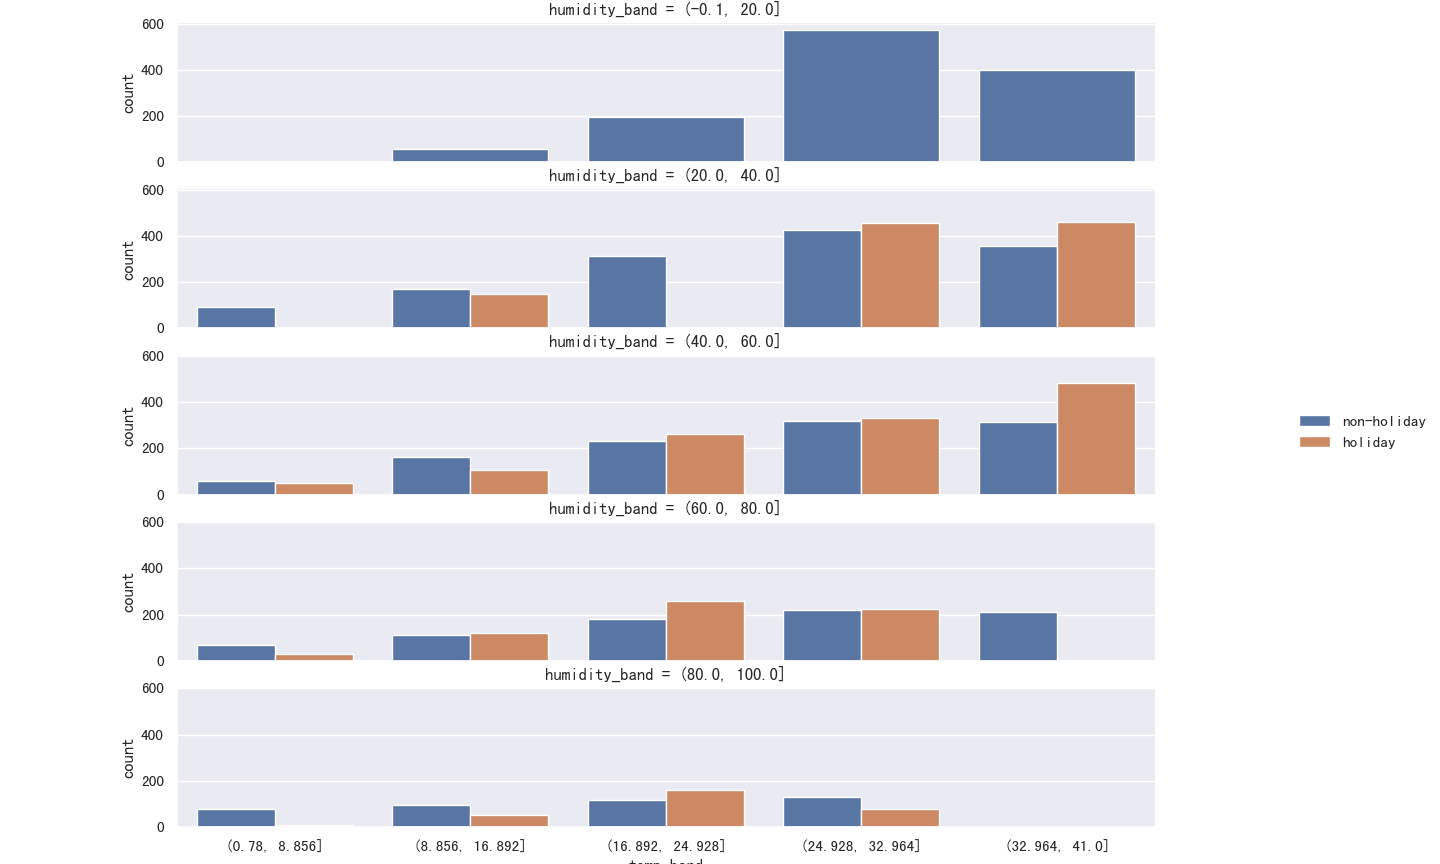 humidity_band = (-0.1, 20.0]
600
400
200
0
count
humidity_band = (20.0, 40.0]
600
400
200
0
count
humidity_band = (40.0, 60.0]
600
400
200
0
count
non-holiday
holiday
humidity_band = (60.0, 80.0]
600
400
200
0
count
humidity_band = (80.0, 100.0]
600
400
200
0
count
(0.78, 8.856] (8.856, 16.892] (16.892, 24.928] (24.928, 32.964] (32.964, 41.0]
temp_band